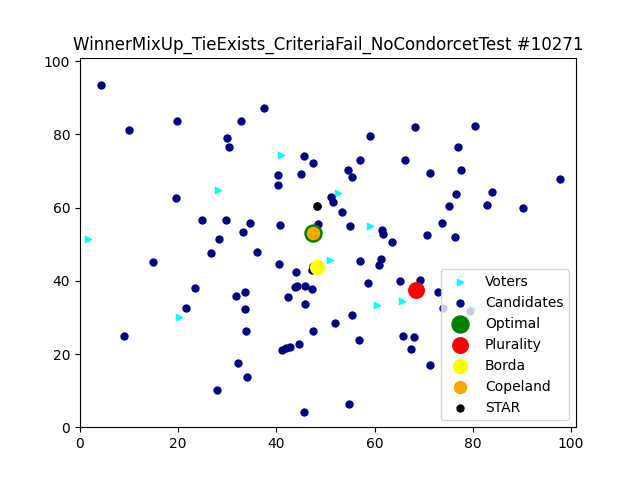 WinnerMixUp_TieExists_CriteriaFail_NoCondorcetTest #10271
100
80
60
40
20
0
0 20 40 60 80 100
Voters
Candidates
Optimal
Plurality
Borda
Copeland
STAR